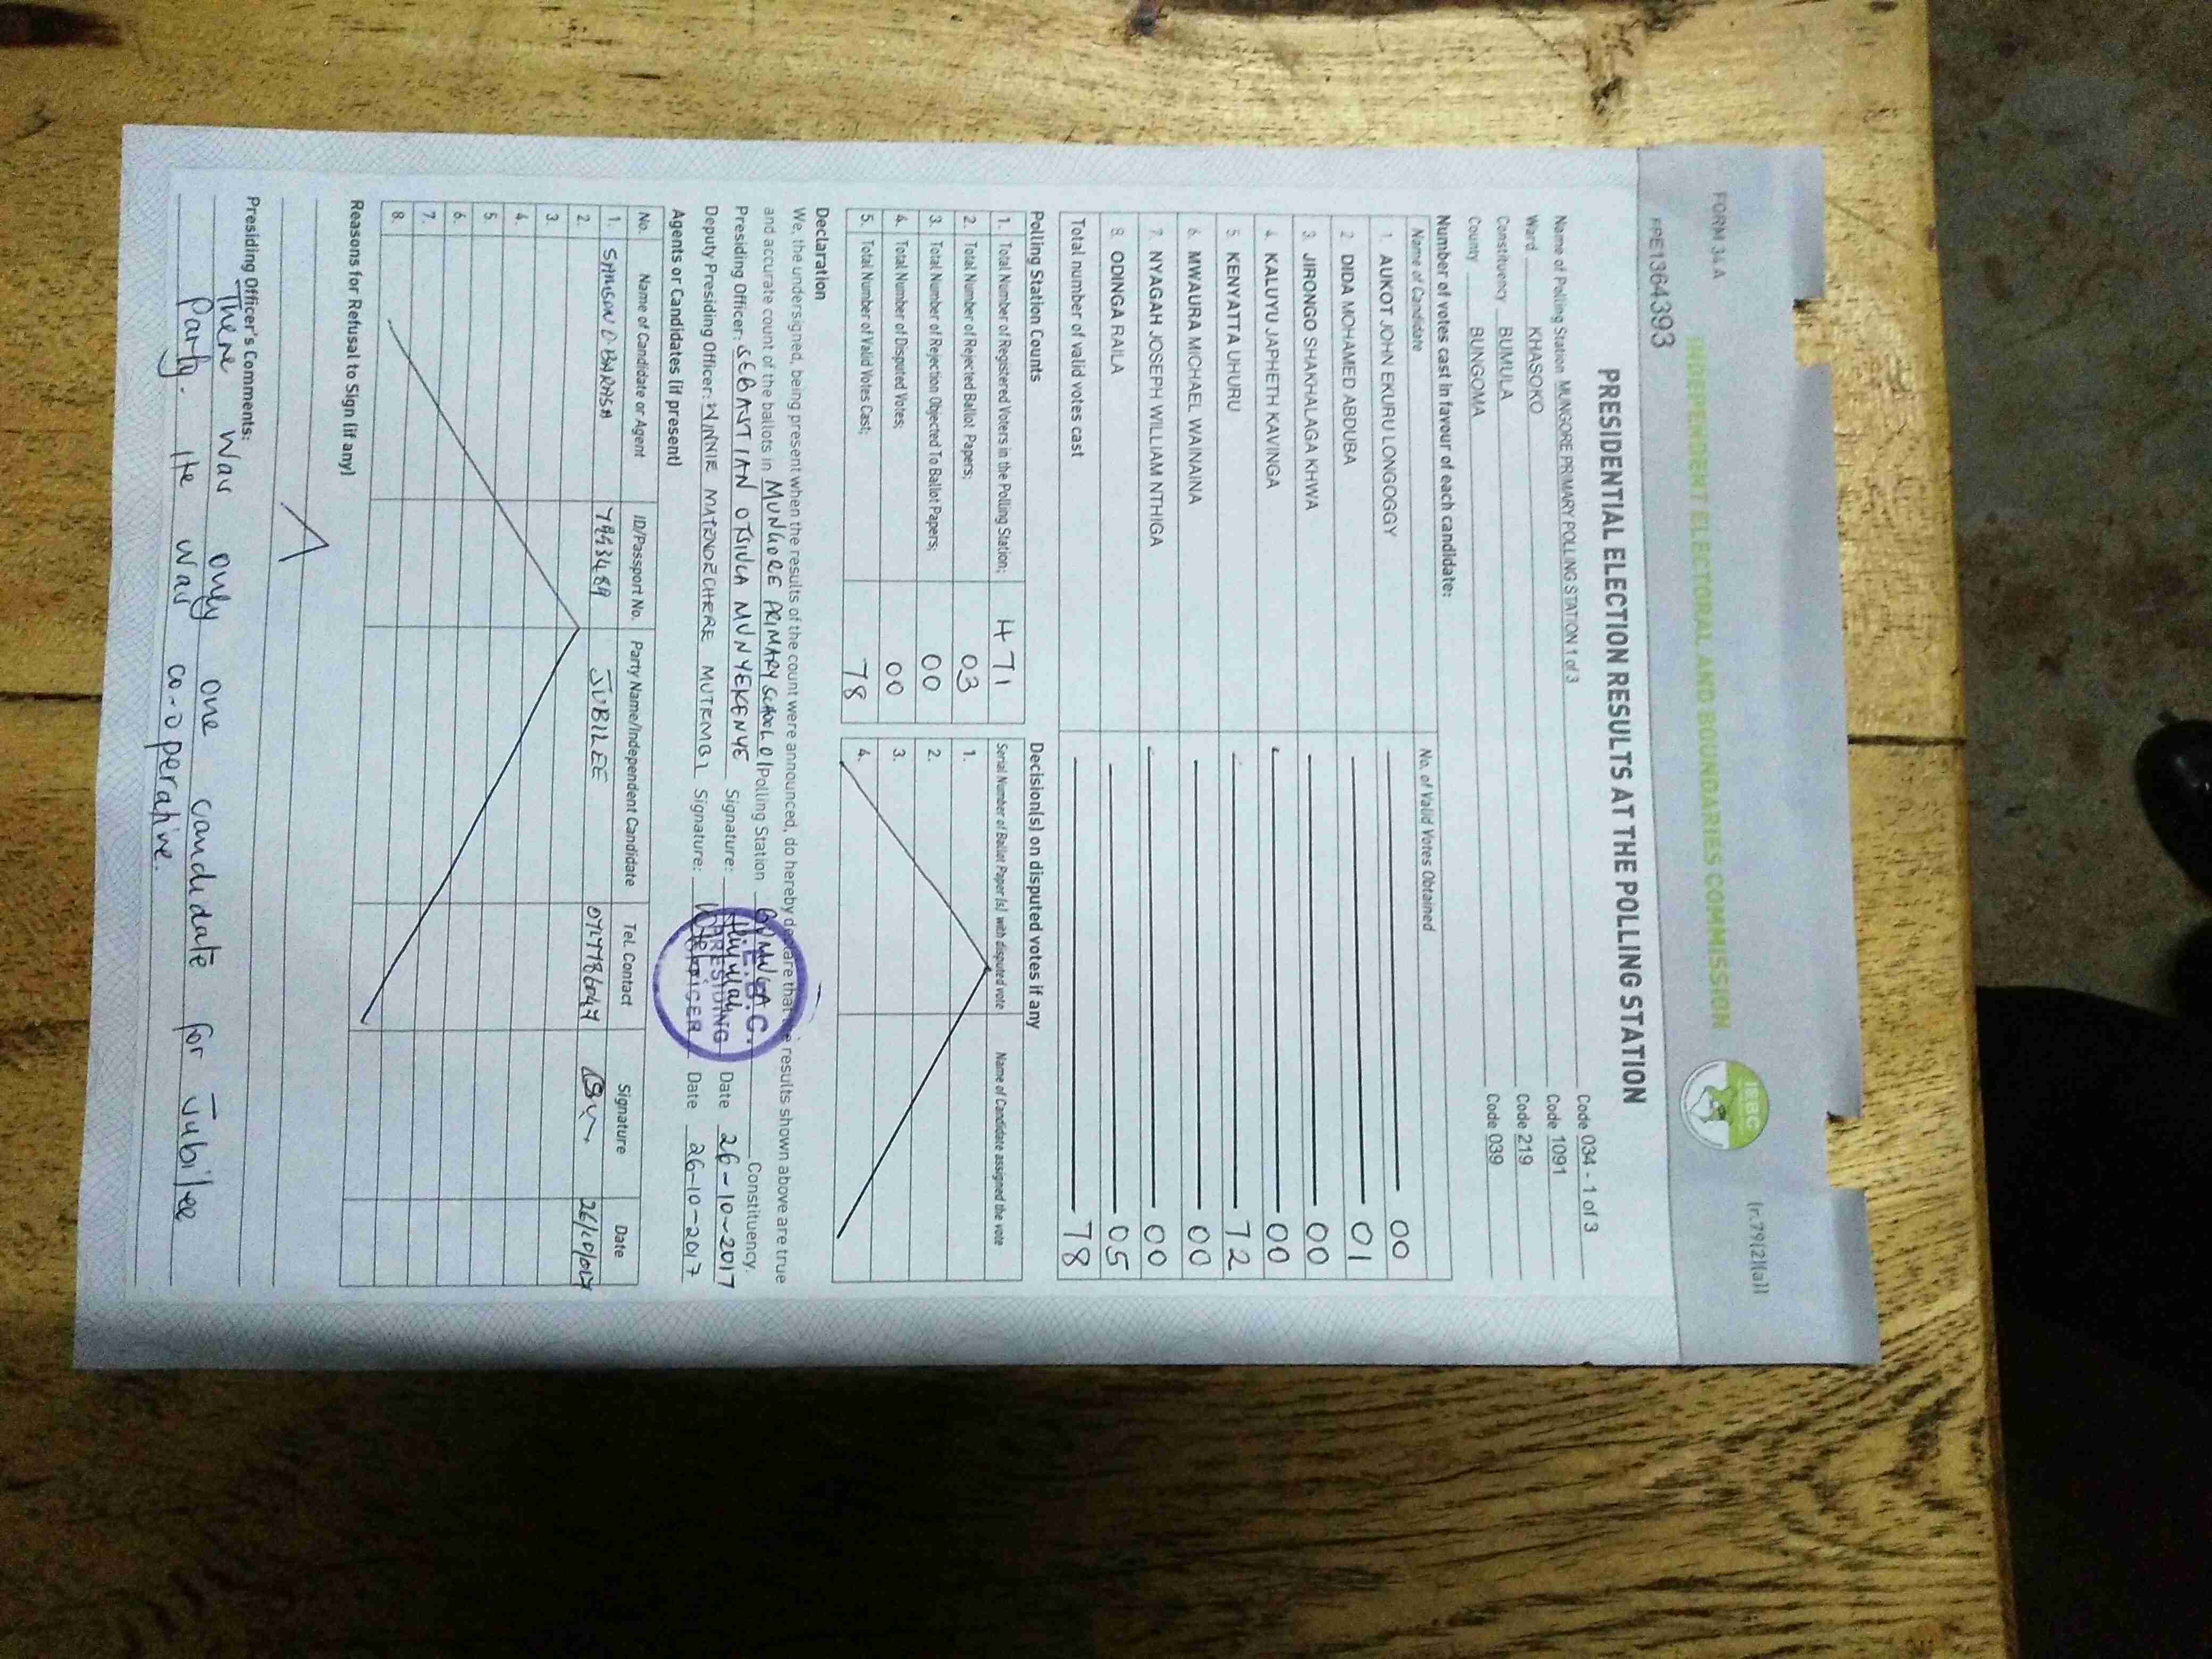 FORM 34A
(r.79(2)(a))
INDEPENDENT ELECTORAL AND BOUNDARIES COMMISSION
IEBC
PRE1364393
PRESIDENTIAL ELECTION RESULTS AT THE POLLING STATION
Name of Polling Station MUNGORE PRIMARY POLLING STATION 1 of 3 Code 034 - 1 of 3
Ward KHASOKO Code 1091
Constituency BUMULA Code 219
County BUNGOMA Code 039
Number of votes cast in favour of each candidate:
Name of Candidate No. of Valid Votes Obtained
1. AUKOT JOHN EKURU LONGOGGY 00
2. DIDA MOHAMED ABDUBA 01
3. JIRONGO SHAKHALAGA KHWA 00
4. KALUYU JAPHETH KAVINGA 00
5. KENYATTA UHURU 72
6. MWAURA MICHAEL WAINAINA 00
7. NYAGAH JOSEPH WILLIAM NTHIGA 00
8. ODINGA RAILA 05
Total number of valid votes cast 78
Polling Station Counts
1. Total Number of Registered Voters in the Polling Station; 471
2. Total Number of Rejected Ballot Papers; 03
3. Total Number of Rejection Objected To Ballot Papers; 00
4. Total Number of Disputed Votes; 00
5. Total Number of Valid Votes Cast; 78
Decision(s) on disputed votes if any
Serial Number of Ballot Paper (s) with dispute vote Name of Candidate assigned the vote
1.
2.
3.
4.
Declaration
We, the undersigned, being present when the results of the count were announced, do hereby declare that the results shown above are true
and accurate count of the ballots in MUNGORE PRIMARY SCHOOL 01 Polling Station Constituency.
Presiding Officer: SEBASTIAN OTSIULA MUNYEKENYE Signature: Date 26-10-2017
Deputy Presiding Officer: WINNIE MUTEMBI Signature: Date 26-10-2017
PRESIDING
OFFICER
Agents or Candidates (if present)
No. Name of Candidate or Agent ID/Passport No. Party Name/Independent Candidate Tel. Contact Signature Date
1. SAMSON D BARASA 7993489 JUBILEE 26/10/017
2.
3.
4.
5.
6.
7.
8.
Reasons for Refusal to Sign (if any)
Presiding Officer's Comments:
There was only one candidate for Jubilee
Party. He was co-operative.